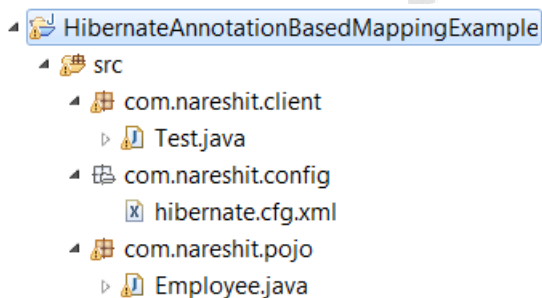 HibernateAnnotationBasedMappingExample
src
com.nareshit.client
Test.java
com.nareshit.config
hibernate.cfg.xml
com.nareshit.pojo
Employee.java